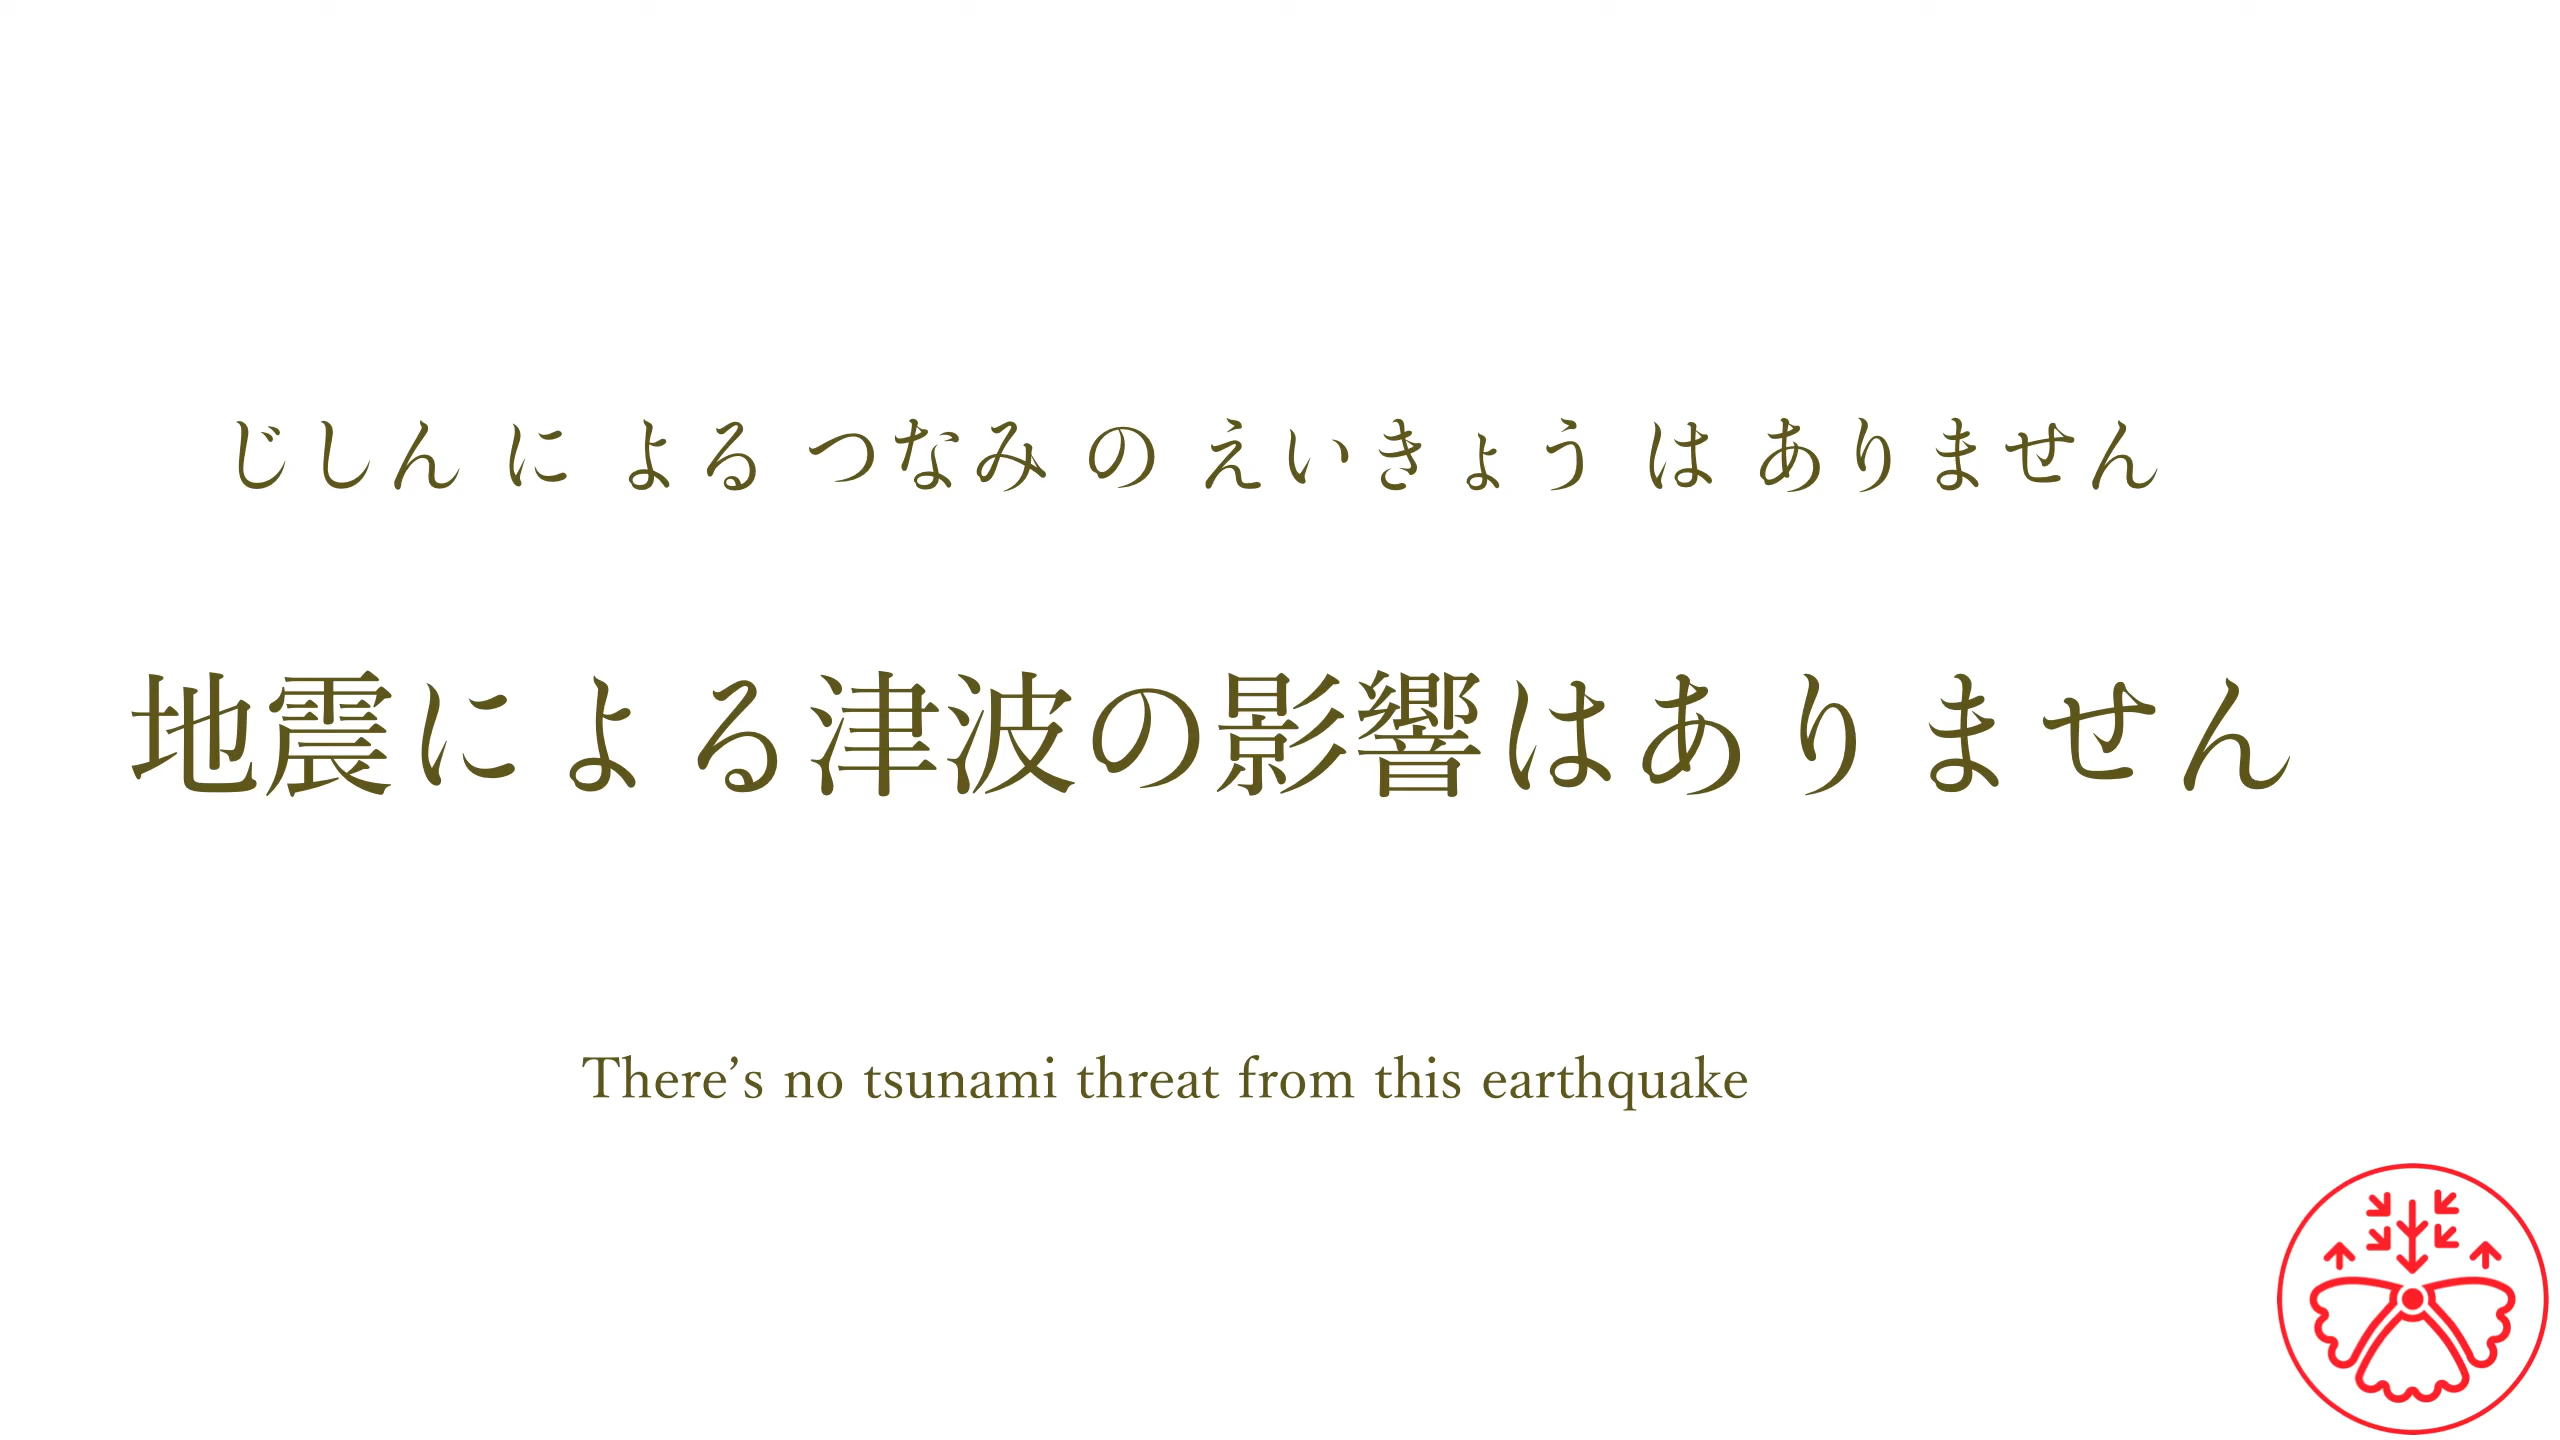 じしん に よる つなみ の えいきょう は ありません
地震による津波の影響はありません
There’s no tsunami threat from this earthquake